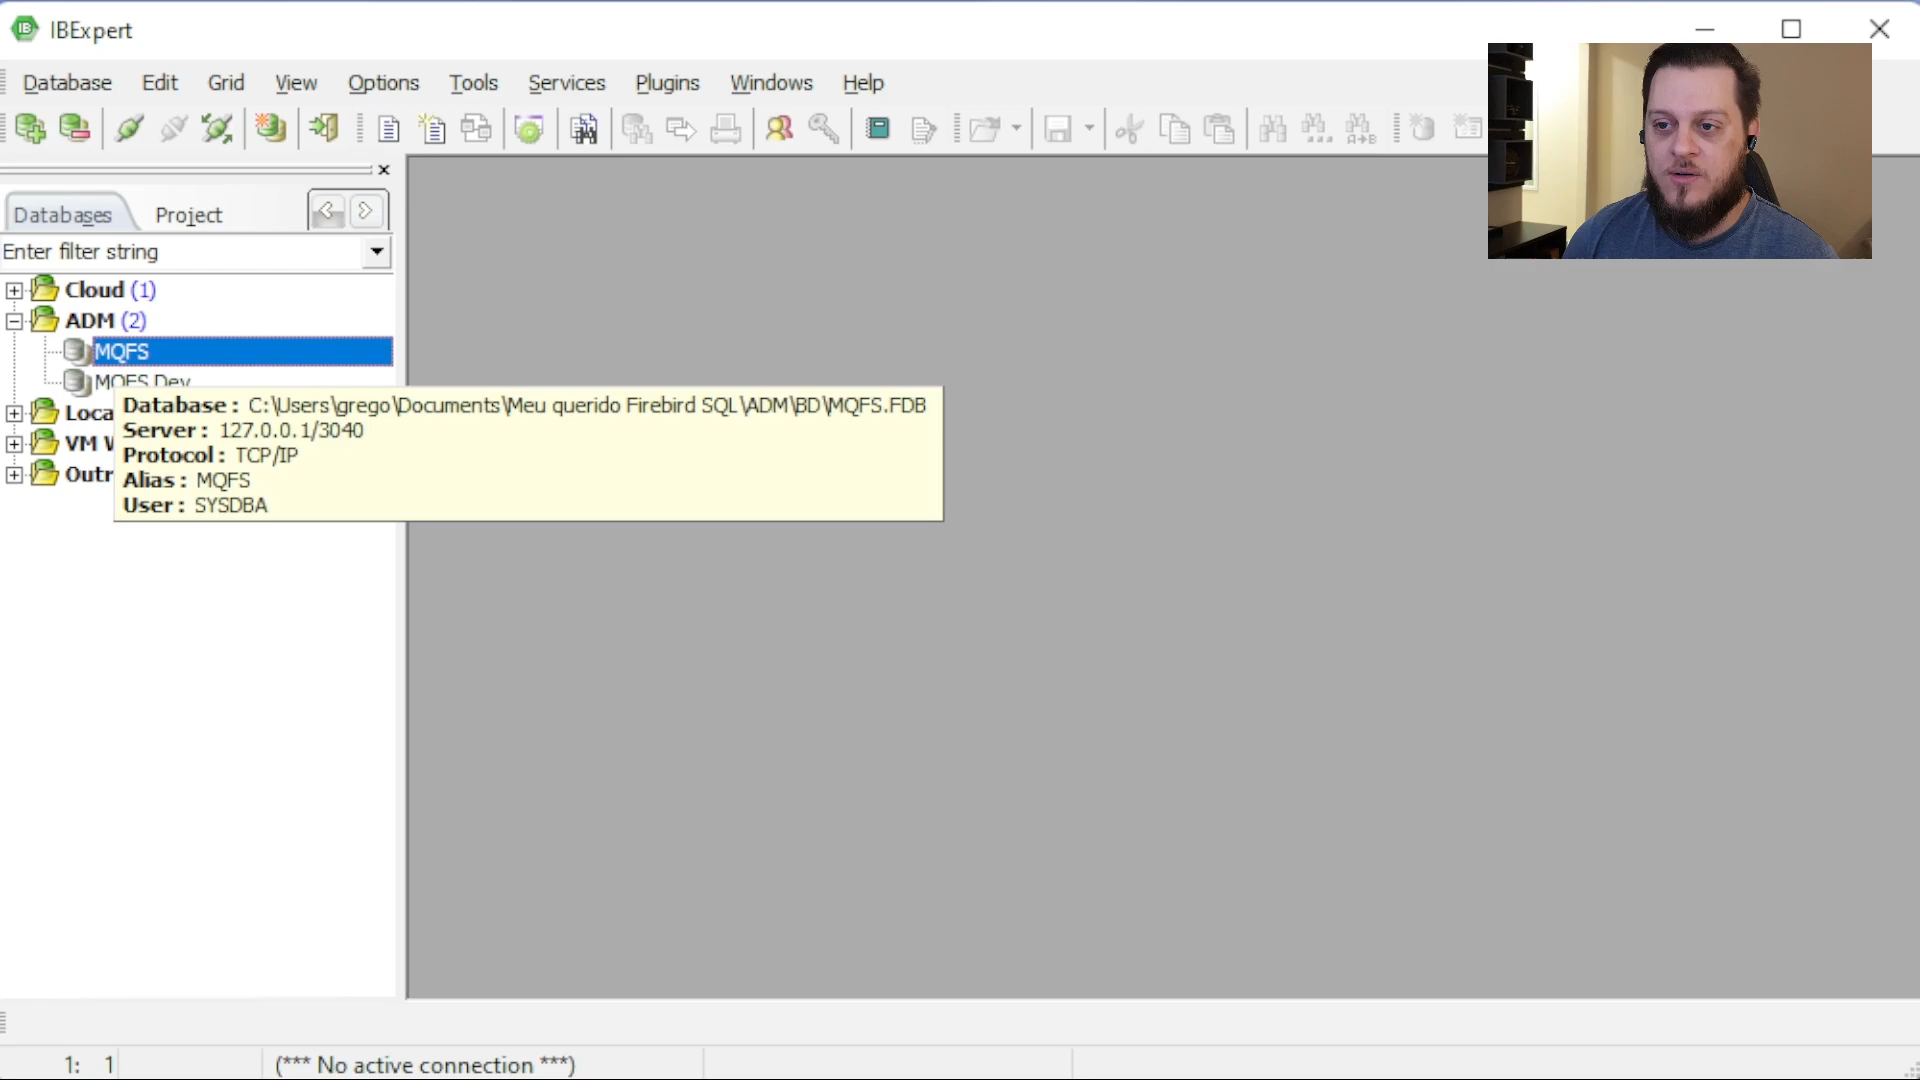 IBExpert
Database Edit Grid View Options Tools Services Plugins Windows Help
Databases Project
Enter filter string
Cloud (1)
ADM (2)
MQFS
MQFS Dev
Loca
VM
Outr
Database : C:\Users\grego\Documents\Meu querido Firebird SQL\ADM\BD\MQFS.FDB
Server : 127.0.0.1/3040
Protocol : TCP/IP
Alias : MQFS
User : SYSDBA
1: 1 (*** No active connection ***)